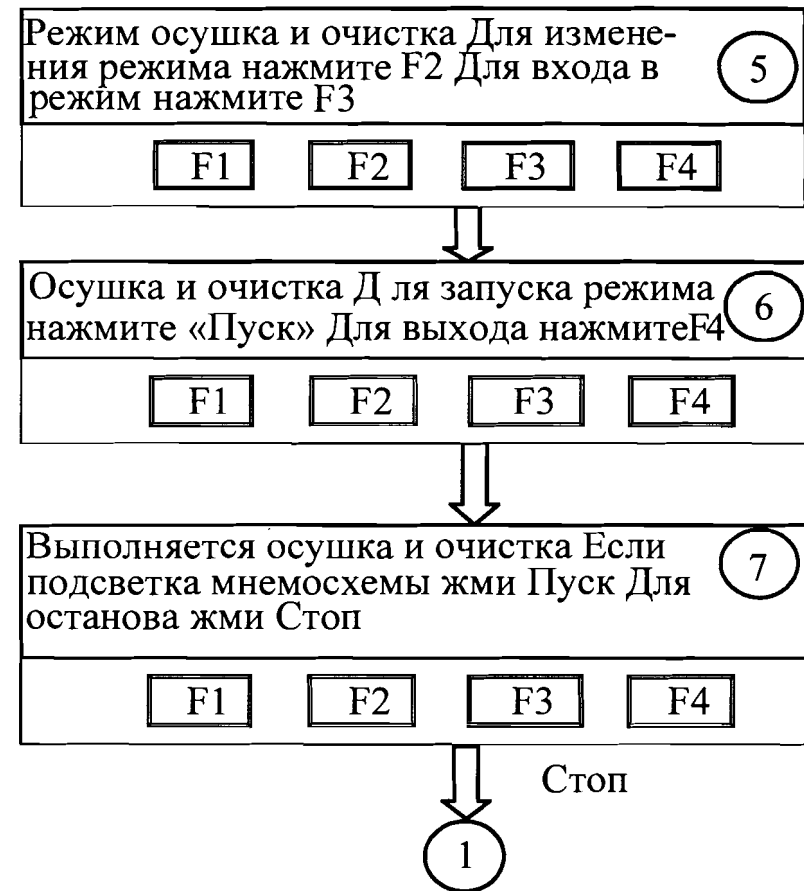 Режим осушка и очистка Для измене-
ния режима нажмите F2 Для входа в
режим нажмите F3
5
F1 F2 F3 F4
Осушка и очистка Д ля запуска режима
нажмите «Пуск» Для выхода нажмитеF4
6
F1 F2 F3 F4
Выполняется осушка и очистка Если
подсветка мнемосхемы жми Пуск Для
останова жми Стоп
7
F1 F2 F3 F4
Стоп
1